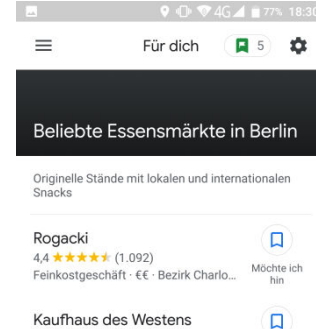 4G 77% 18:30
Für dich 5
Beliebte Essensmärkte in Berlin
Originelle Stände mit lokalen und internationalen
Snacks
Rogacki
4,4 (1.092)
Feinkostgeschäft · €€ · Bezirk Charlo...
Möchte ich
hin
Kaufhaus des Westens